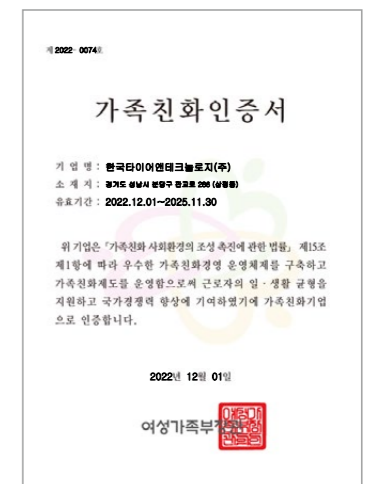 제 2022- 0074호
가족친화인증서
기 업 명 : 한국타이어앤테크놀로지(주)
소 재 지 : 경기도 성남시 분당구 판교로 286 (삼평동)
유효기간 : 2022.12.01~2025.11.30
위 기업은 「가족친화 사회환경의 조성 촉진에 관한 법률」 제15조
제1항에 따라 우수한 가족친화경영 운영체제를 구축하고
가족친화제도를 운영함으로써 근로자의 일 · 생활 균형을
지원하고 국가경쟁력 향상에 기여하였기에 가족친화기업
으로 인증합니다.
2022년 12월 01일
여성가족부장관